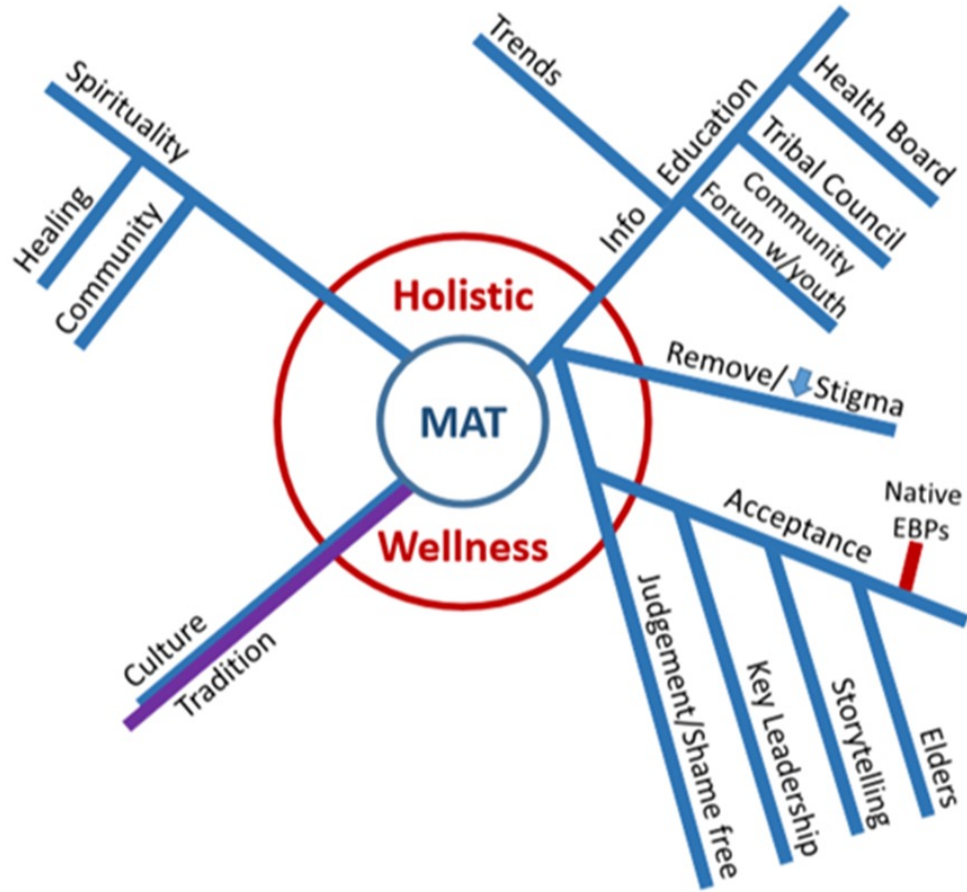 Spirituality
Healing
Community
Trends
Info
Education
Health Board
Tribal Council
Community
Forum w/youth
Holistic
MAT
Wellness
Remove/ Stigma
Acceptance
Native
EBPs
Judgement/Shame free
Key Leadership
Storytelling
Elders
Culture
Tradition